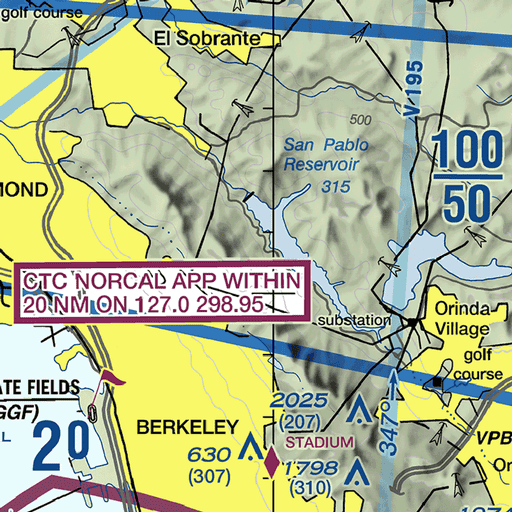 golf course
El Sobrante
V 195
500
San Pablo
Reservoir
315
100
50
MOND
CTC NORCAL APP WITHIN
20 NM ON 127.0 298.95
substation
Orinda
Village
golf
course
ATE FIELDS
(GGF)
L
20
BERKELEY
630
(307)
2025
(207)
STADIUM
1798
(310)
347°
VPB
Or